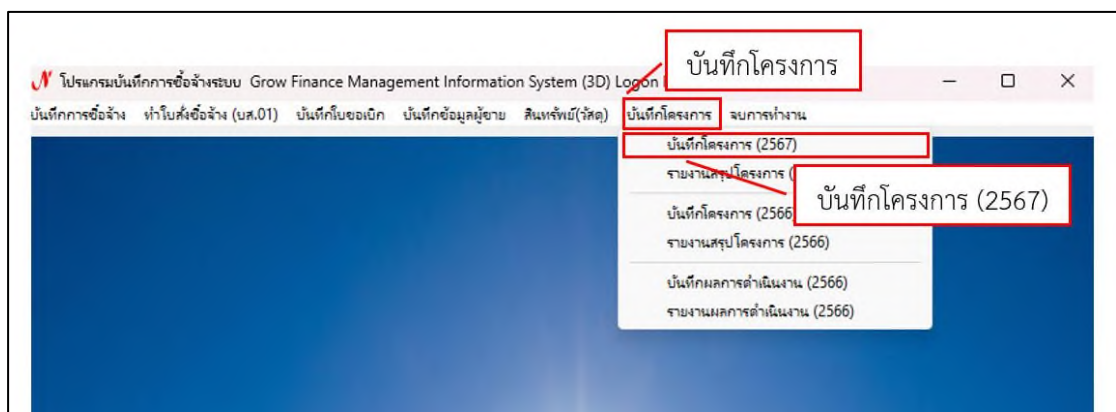 บันทึกโครงการ
โปรแกรมบันทึกการซื้อจ้างระบบ Grow Finance Management Information System (3D) Logon
บันทึกการซื้อจ้าง ทำใบสั่งซื้อจ้าง (บส.01) บันทึกใบขอเบิก บันทึกข้อมูลผู้ขาย สินทรัพย์(วัสดุ) บันทึกโครงการ จบการทำงาน
บันทึกโครงการ (2567)
รายงานสรุปโครงการ
บันทึกโครงการ (2567)
บันทึกโครงการ (2566
รายงานสรุปโครงการ (2566)
บันทึกผลการดำเนินงาน (2566)
รายงานผลการดำเนินงาน (2566)